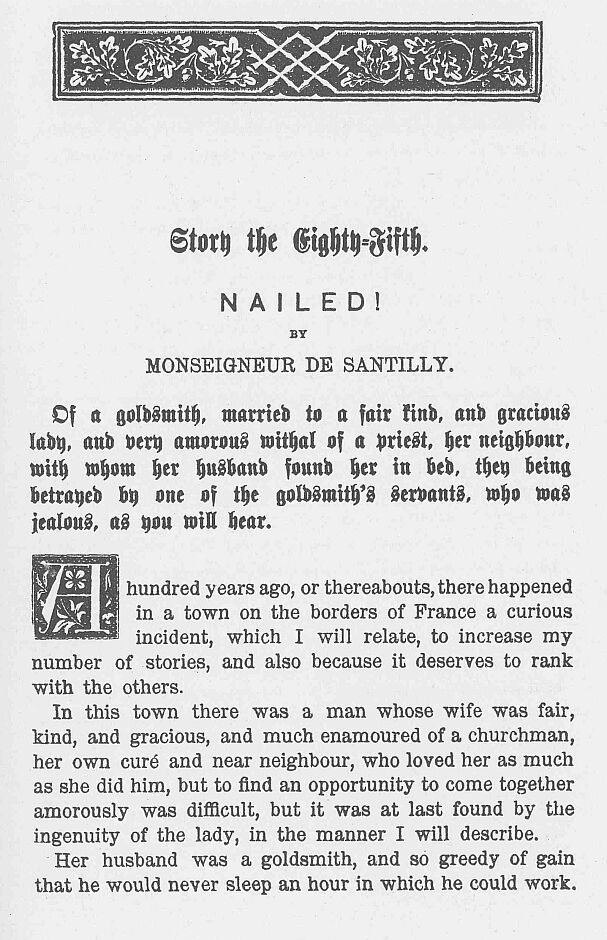 Story the Eighty-Fifth.
NAILED!
BY
MONSEIGNEUR DE SANTILLY.
Of a goldsmith, married to a fair, kind, and gracious
lady, and very amorous withal of a priest, her neighbour,
with whom her husband found her in bed, they being
betrayed by one of the goldsmith's servants, who was
jealous, as you will hear.
A hundred years ago, or thereabouts, there happened
in a town on the borders of France a curious
incident, which I will relate, to increase my
number of stories, and also because it deserves to rank
with the others.
In this town there was a man whose wife was fair,
kind, and gracious, and much enamoured of a churchman,
her own curé and near neighbour, who loved her as much
as she did him, but to find an opportunity to come together
amorously was difficult, but it was at last found by the
ingenuity of the lady, in the manner I will describe.
Her husband was a goldsmith, and so greedy of gain
that he would never sleep an hour in which he could work.